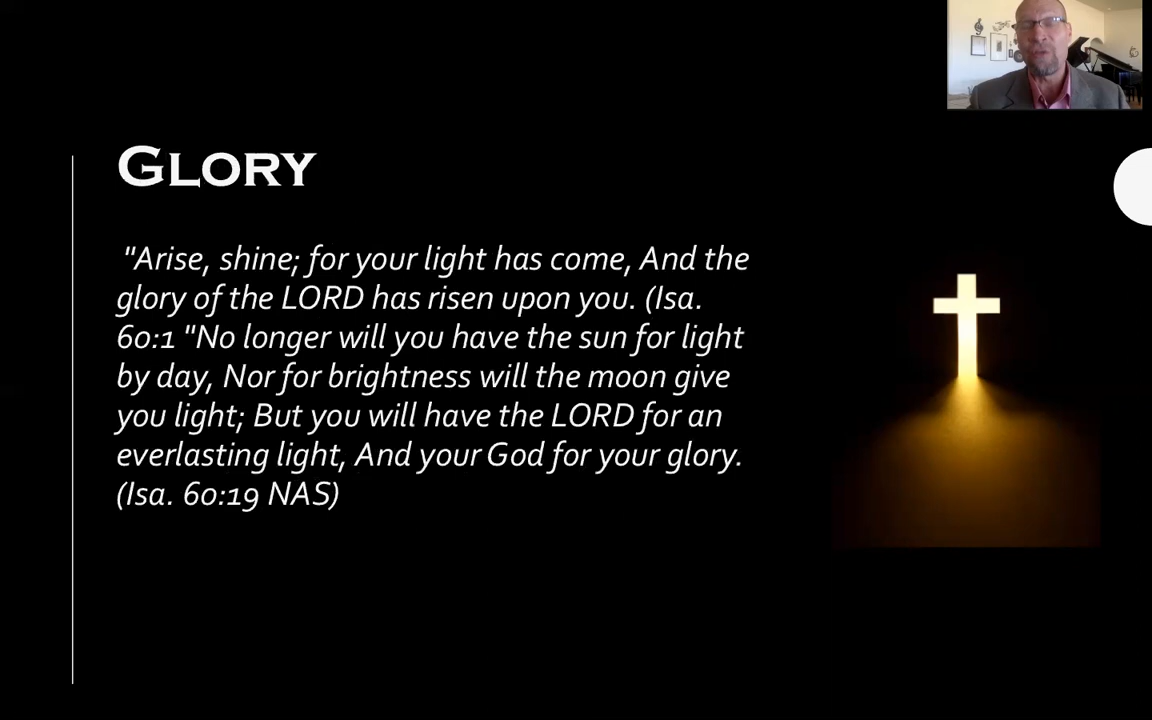 GLORY
"Arise, shine; for your light has come, And the
glory of the LORD has risen upon you. (Isa.
60:1 "No longer will you have the sun for light
by day, Nor for brightness will the moon give
you light; But you will have the LORD for an
everlasting light, And your God for your glory.
(Isa. 60:19 NAS)